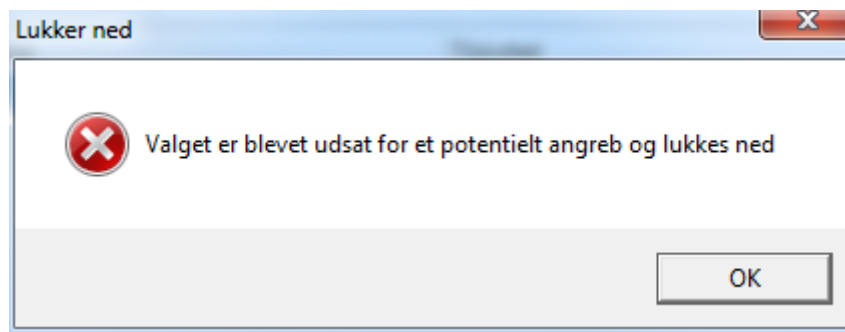 Lukker ned
Valget er blevet udsat for et potentielt angreb og lukkes ned
OK